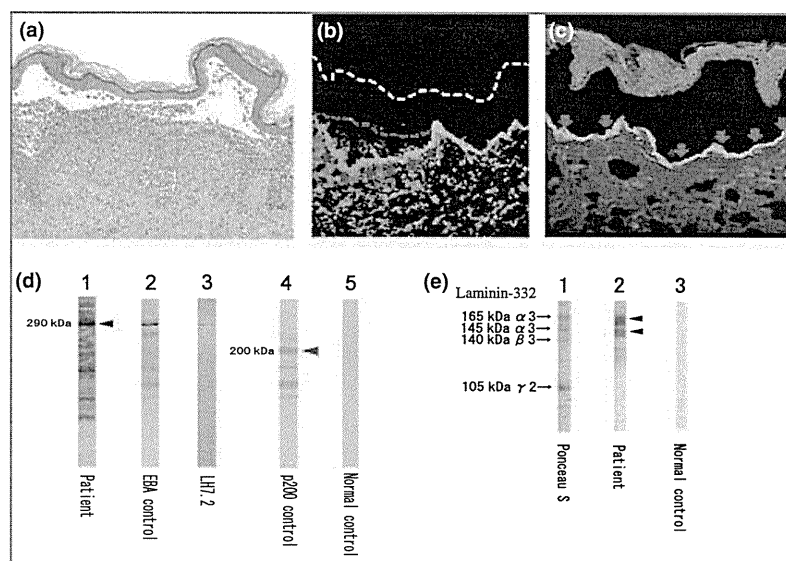 (a)
(b)
(c)
(d) 1 2 3 4 5
290 kDa
200 kDa
Patient
EBA control
LH7.2
p200 control
Normal control
(e) 1 2 3
Laminin-332
165 kDa α3
145 kDa α3
140 kDa β3
105 kDa γ2
Ponceau S
Patient
Normal control